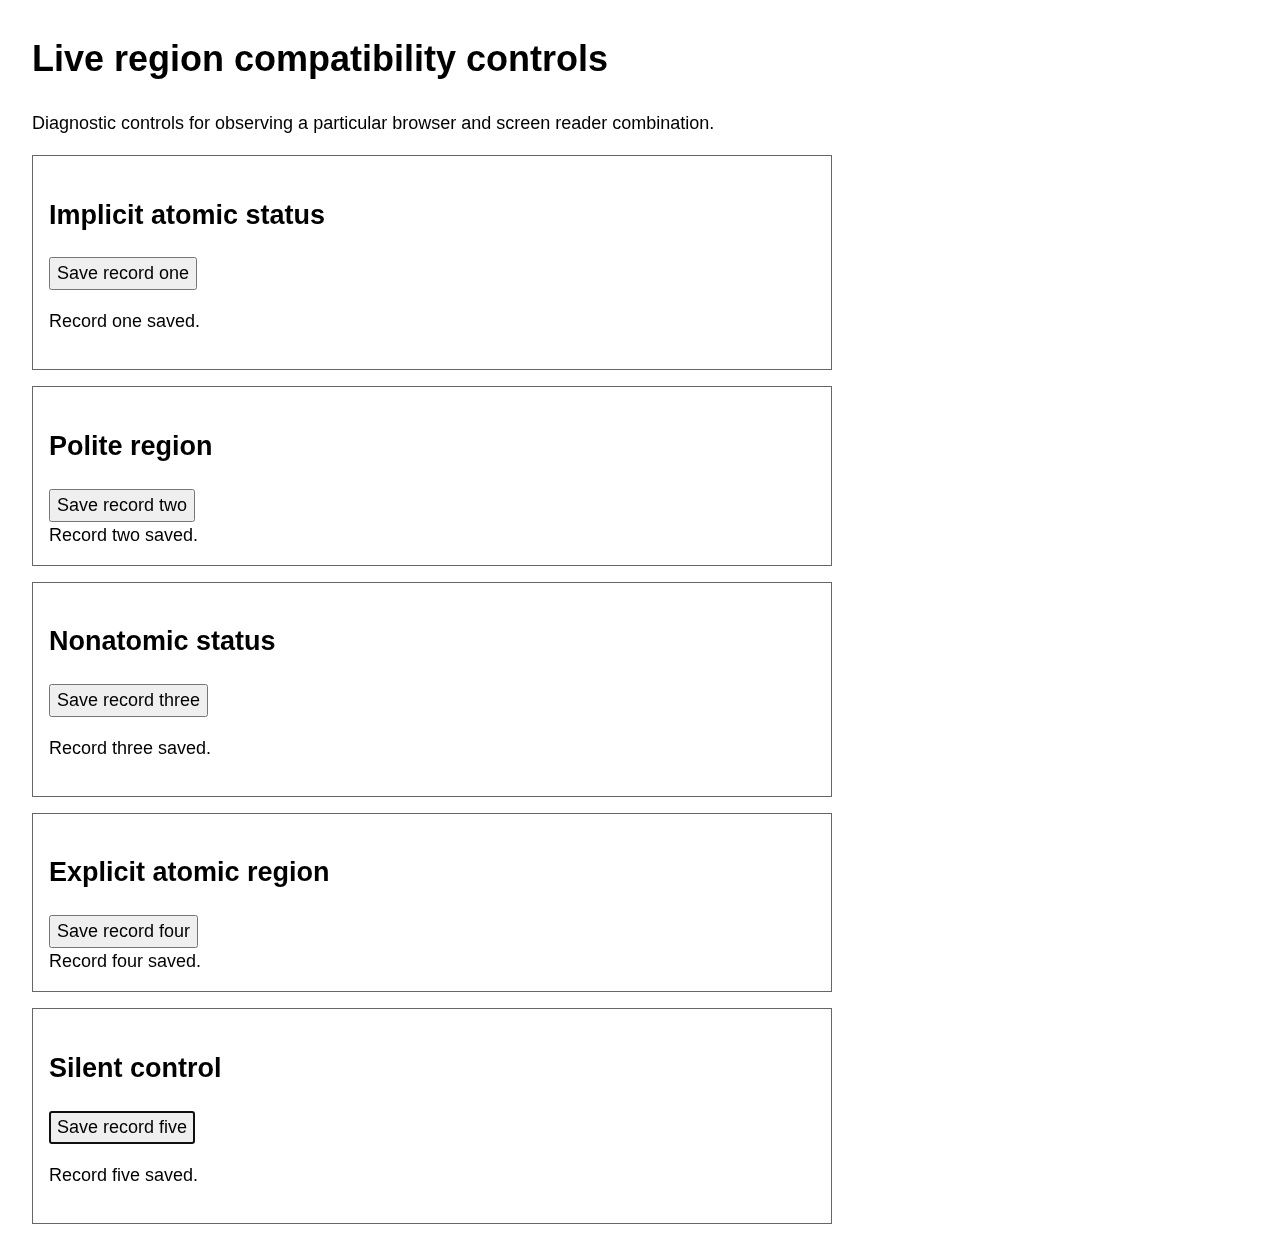 Live region compatibility controls
Diagnostic controls for observing a particular browser and screen reader combination.
Implicit atomic status
Save record one
Record one saved.
Polite region
Save record two
Record two saved.
Nonatomic status
Save record three
Record three saved.
Explicit atomic region
Save record four
Record four saved.
Silent control
Save record five
Record five saved.